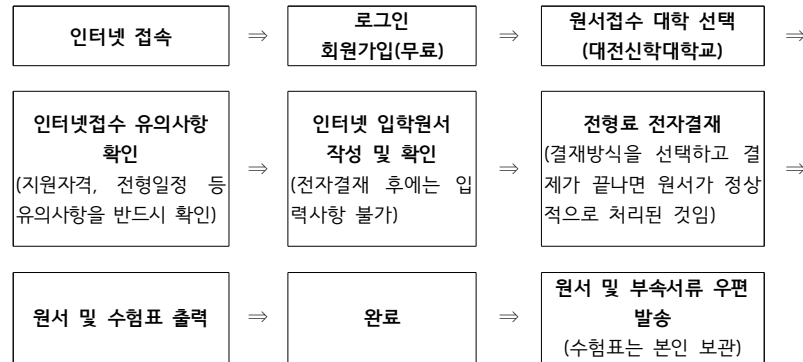 인터넷 접속
⇒
로그인
회원가입(무료)
⇒
원서접수 대학 선택
(대전신학대학교)
⇒
인터넷접수 유의사항
확인
(지원자격, 전형일정 등
유의사항을 반드시 확인)
⇒
인터넷 입학원서
작성 및 확인
(전자결재 후에는 입
력사항 불가)
⇒
전형료 전자결재
(결재방식을 선택하고 결
제가 끝나면 원서가 정상
적으로 처리된 것임)
⇒
원서 및 수험표 출력
⇒
완료
⇒
원서 및 부속서류 우편
발송
(수험표는 본인 보관)